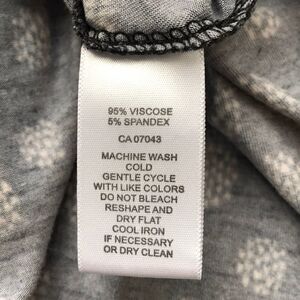 95% VISCOSE
5% SPANDEX
CA 07043
MACHINE WASH
COLD
GENTLE CYCLE
WITH LIKE COLORS
DO NOT BLEACH
RESHAPE AND
DRY FLAT
COOL IRON
IF NECESSARY
OR DRY CLEAN